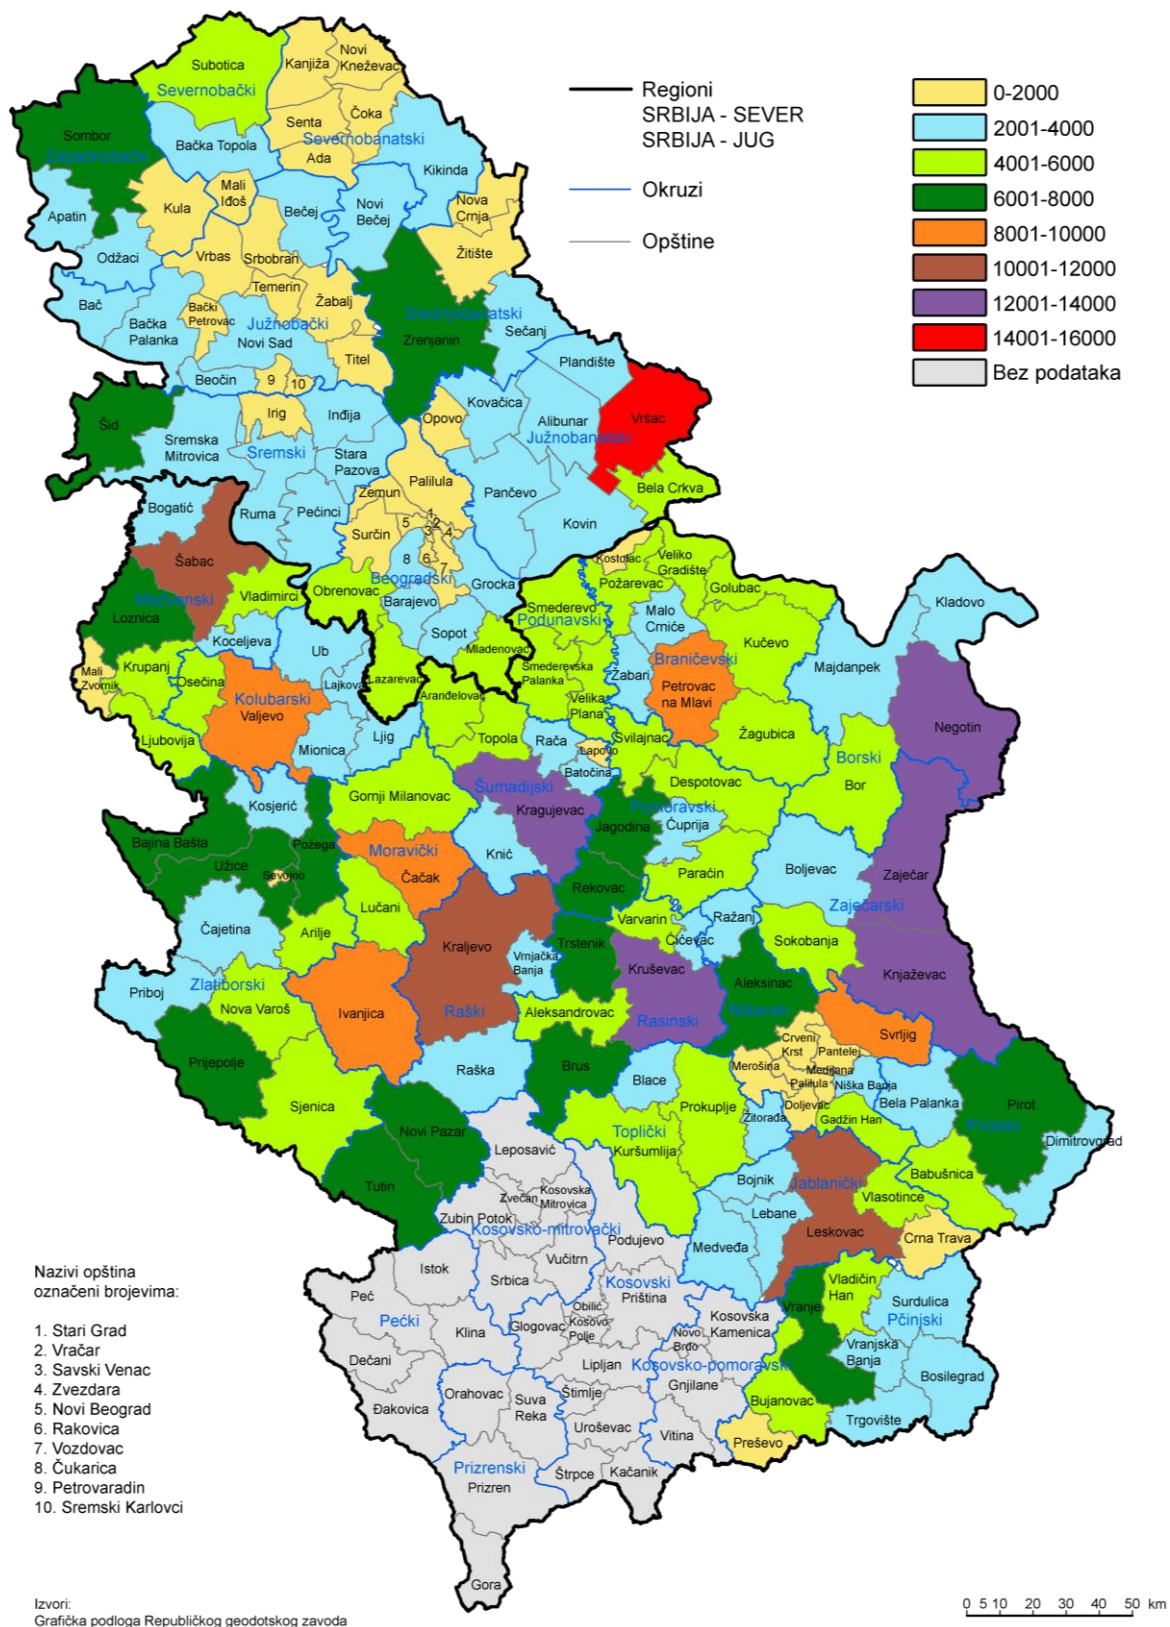 Regioni
SRBIJA - SEVER
SRBIJA - JUG
Okruzi
Opštine
0-2000
2001-4000
4001-6000
6001-8000
8001-10000
10001-12000
12001-14000
14001-16000
Bez podataka
Subotica
Severnobački
Kanjiža
Novi
Kneževac
Senta
Čoka
Severnobanatski
Ada
Sombor
Zapadnobački
Bačka Topola
Kikinda
Mali
Iđoš
Kula
Apatin
Bečej
Novi
Bečej
Nova
Crnja
Odžaci
Vrbas
Srbobran
Žitište
Temerin
Bač
Bačka
Palanka
Bački
Petrovac
Žabalj
Južnobački
Novi Sad
Srednjobanatski
Zrenjanin
Sečanj
Titel
Plandište
Beočin
9
10
Šid
Irig
Inđija
Sremska
Mitrovica
Sremski
Stara
Pazova
Opovo
Kovačica
Alibunar
Južnobanatski
Vršac
Bela Crkva
Palilula
Pančevo
Kovin
Zemun
Surčin
1
2
3
4
5
6
7
8
Ruma
Pećinci
Bogatić
Šabac
Mačvanski
Loznica
Vladimirci
Obrenovac
Beogradski
Barajevo
Grocka
Sopot
Mladenovac
Lazarevac
Koceljeva
Ub
Lajkovac
Mali
Zvornik
Krupanj
Osečina
Kolubarski
Valjevo
Ljubovija
Mionica
Ljig
Kostolac
Požarevac
Veliko
Gradište
Golubac
Smederevo
Podunavski
Malo
Crniće
Kučevo
Smederevska
Palanka
Žabari
Braničevski
Petrovac
na Mlavi
Velika
Plana
Majdanpek
Kladovo
Negotin
Borski
Bor
Žagubica
Svilajnac
Aranđelovac
Topola
Rača
Lapovo
Batočina
Despotovac
Šumadijski
Kragujevac
Pomoravski
Jagodina
Ćuprija
Gornji Milanovac
Kosjerić
Bajina Bašta
Užice
Požega
Sevojno
Moravički
Čačak
Knić
Rekovac
Paraćin
Boljevac
Zaječar
Zaječarski
Čajetina
Arilje
Lučani
Kraljevo
Raški
Vrnjačka
Banja
Trstenik
Varvarin
Ćićevac
Ražanj
Sokobanja
Kruševac
Rasinski
Aleksinac
Nišavski
Knjaževac
Zlatiborski
Priboj
Nova Varoš
Ivanjica
Aleksandrovac
Svrljig
Prijepolje
Sjenica
Raška
Brus
Blace
Crveni
Krst
Pantelej
Merošina
Medijana
Palilula
Niška Banja
Doljevac
Bela Palanka
Pirot
Pirotski
Dimitrovgrad
Prokuplje
Žitorađa
Gadžin Han
Toplički
Kuršumlija
Novi Pazar
Tutin
Leposavić
Bojnik
Jablanički
Babušnica
Vlasotince
Lebane
Leskovac
Crna Trava
Medveđa
Zvečan
Kosovska
Mitrovica
Zubin Potok
Kosovsko-mitrovački
Podujevo
Istok
Srbica
Vučitrn
Kosovski
Priština
Peć
Pećki
Klina
Obilić
Glogovac
Kosovo
Polje
Kosovska
Kamenica
Novo
Brdo
Vranje
Vladičin
Han
Surdulica
Pčinjski
Vranjska
Banja
Bosilegrad
Dečani
Lipljan
Kosovsko-pomoravski
Gnjilane
Bujanovac
Trgovište
Orahovac
Suva
Reka
Štimlje
Uroševac
Đakovica
Vitina
Preševo
Prizrenski
Prizren
Štrpce
Kačanik
Gora
Nazivi opština
označeni brojevima:
1. Stari Grad
2. Vračar
3. Savski Venac
4. Zvezdara
5. Novi Beograd
6. Rakovica
7. Vozdovac
8. Čukarica
9. Petrovaradin
10. Sremski Karlovci
Izvori:
Grafička podloga Republičkog geodotskog zavoda
0 5 10 20 30 40 50 km